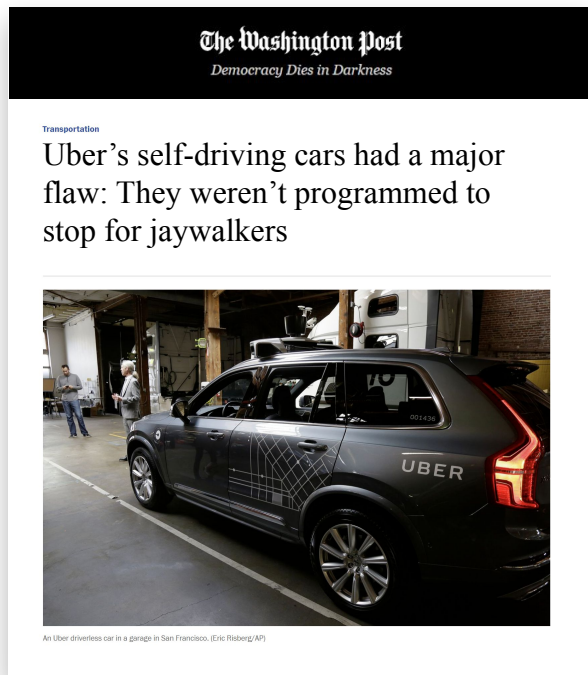 The Washington Post
Democracy Dies in Darkness
Transportation
Uber’s self-driving cars had a major
flaw: They weren’t programmed to
stop for jaywalkers
001436
UBER
An Uber driverless car in a garage in San Francisco. (Eric Risberg/AP)